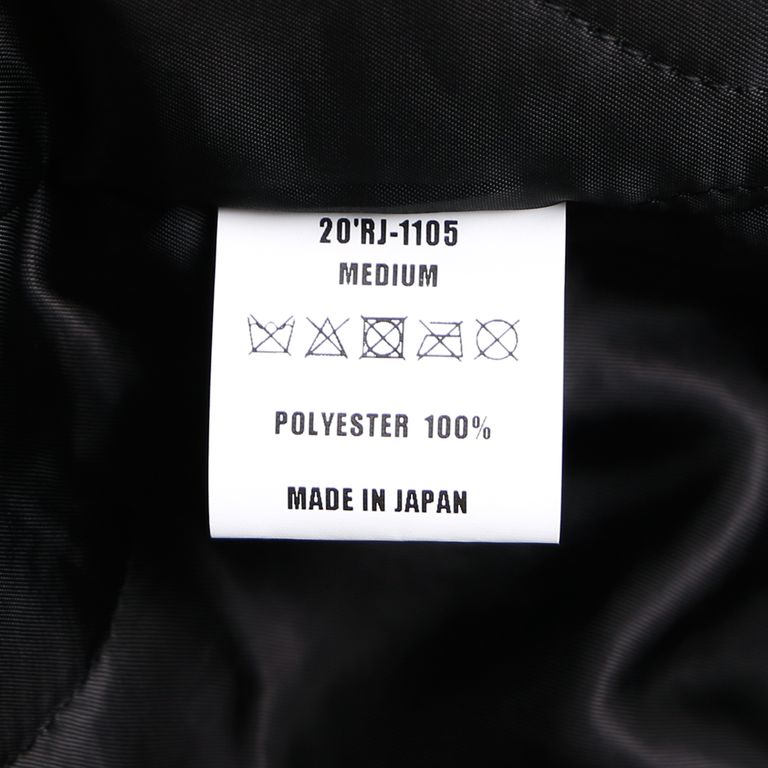 20'RJ-1105
MEDIUM
POLYESTER 100%
MADE IN JAPAN